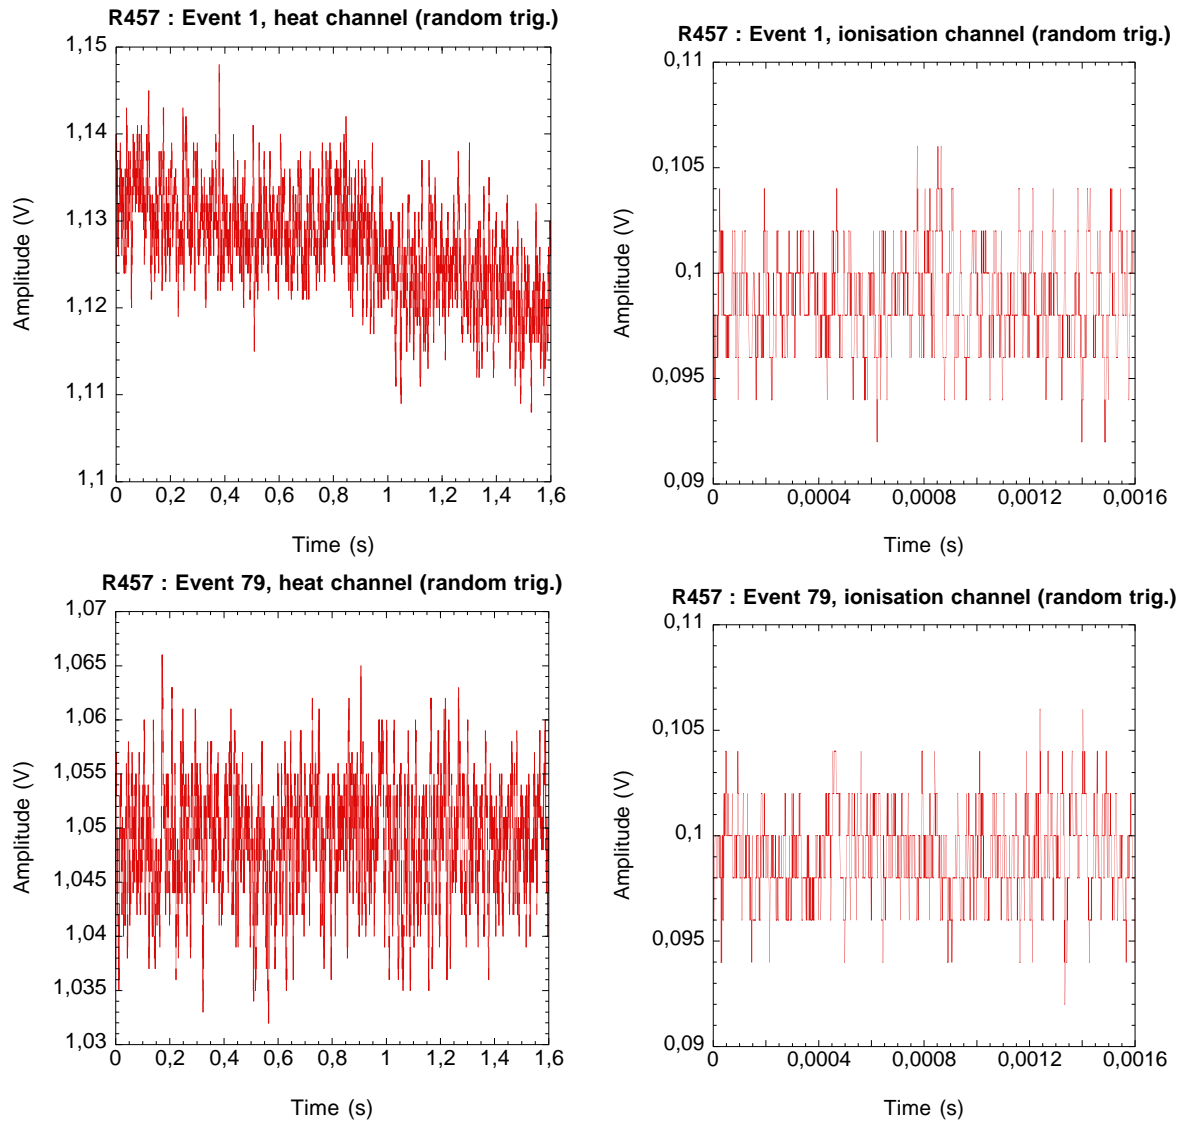 R457 : Event 1, heat channel (random trig.)
1,15
1,14
1,13
1,12
1,11
1,1
Amplitude (V)
0 0,2 0,4 0,6 0,8 1 1,2 1,4 1,6
Time (s)
R457 : Event 1, ionisation channel (random trig.)
0,11
0,105
0,1
0,095
0,09
Amplitude (V)
0 0,0004 0,0008 0,0012 0,0016
Time (s)
R457 : Event 79, heat channel (random trig.)
1,07
1,065
1,06
1,055
1,05
1,045
1,04
1,035
1,03
Amplitude (V)
0 0,2 0,4 0,6 0,8 1 1,2 1,4 1,6
Time (s)
R457 : Event 79, ionisation channel (random trig.)
0,11
0,105
0,1
0,095
0,09
Amplitude (V)
0 0,0004 0,0008 0,0012 0,0016
Time (s)